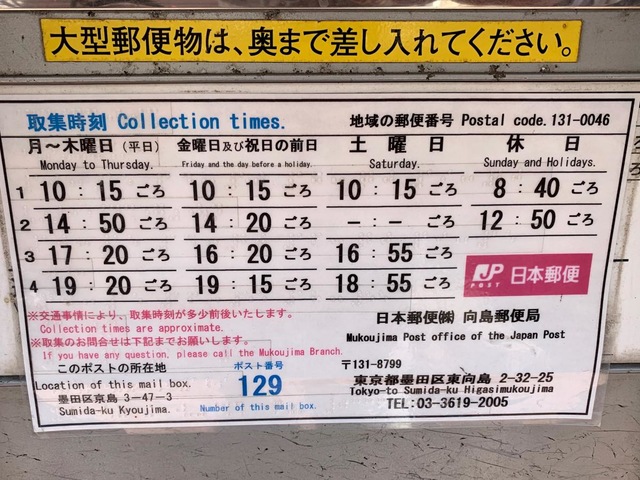 大型郵便物は、奥まで差し入れてください。
取集時刻 Collection times.
地域の郵便番号 Postal code. 131-0046
月～木曜日 (平日) 金曜日及び祝日の前日 土曜日 休日
Monday to Thursday. Friday and the day before a holiday. Saturday. Sunday and Holidays.
1 10 : 15 ごろ 10 : 15 ごろ 10 : 15 ごろ 8 : 40 ごろ
2 14 : 50 ごろ 14 : 20 ごろ - : - ごろ 12 : 50 ごろ
3 17 : 20 ごろ 16 : 20 ごろ 16 : 55 ごろ
4 19 : 20 ごろ 19 : 15 ごろ 18 : 55 ごろ
JP POST 日本郵便
※交通事情により、取集時刻が多少前後いたします。
Collection times are approximate.
※取集のお問合せは下記までお願いします。
If you have any question, please call the Mukoujima Branch.
日本郵便㈱ 向島郵便局
Mukoujima Post office of the Japan Post
このポストの所在地
Location of this mail box.
墨田区京島 3-47-3
Sumida-ku Kyoujima.
ポスト番号
129
Number of this mail box.
〒131-8799
東京都墨田区東向島 2-32-25
Tokyo-to Sumida-ku Higasimukoujima
TEL: 03-3619-2005